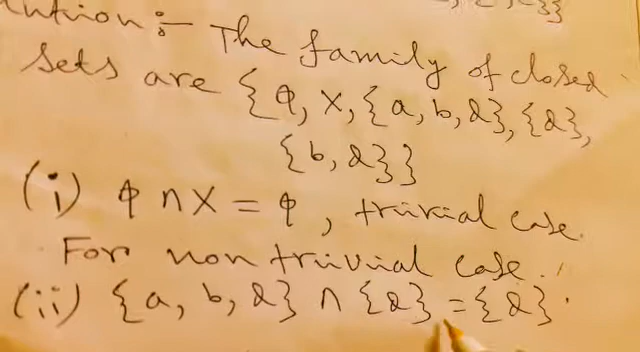 :- The family of closed
sets are {φ, X, {a, b, d}, {d},
{b, d}}
(i) φ ∩ X = φ, trivial case.
For non trivial case.
(ii) {a, b, d} ∩ {d} = {d}.